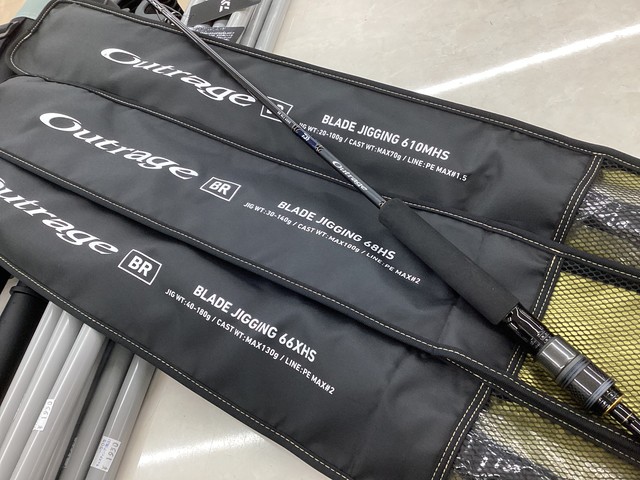 Outrage BR
BLADE JIGGING 610MHS
JIG WT:20-100g / CAST WT:MAX70g / LINE:PE MAX#1.5
Outrage
Outrage BR
BLADE JIGGING 68HS
JIG WT:30-140g / CAST WT:MAX100g / LINE:PE MAX#2
Outrage BR
BLADE JIGGING 66XHS
JIG WT:40-180g / CAST WT:MAX130g / LINE:PE MAX#2